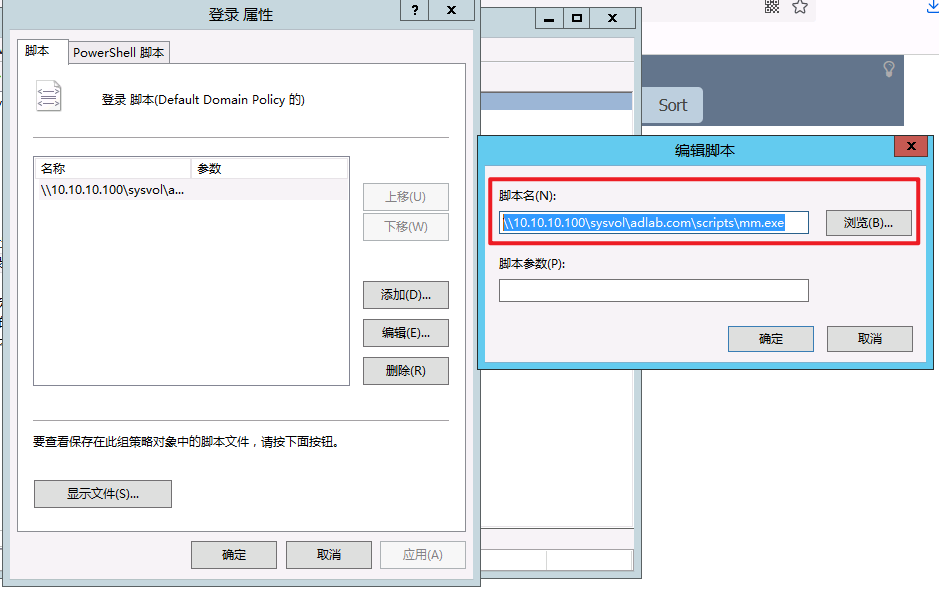 登录 属性
脚本
PowerShell 脚本
登录 脚本(Default Domain Policy 的)
名称
参数
\\10.10.10.100\sysvol\a...
上移(U)
下移(W)
添加(D)...
编辑(E)...
删除(R)
要查看保存在此组策略对象中的脚本文件，请按下面按钮。
显示文件(S)...
确定
取消
应用(A)
Sort
编辑脚本
脚本名(N):
\\10.10.10.100\sysvol\adlab.com\scripts\mm.exe
浏览(B)...
脚本参数(P):
确定
取消